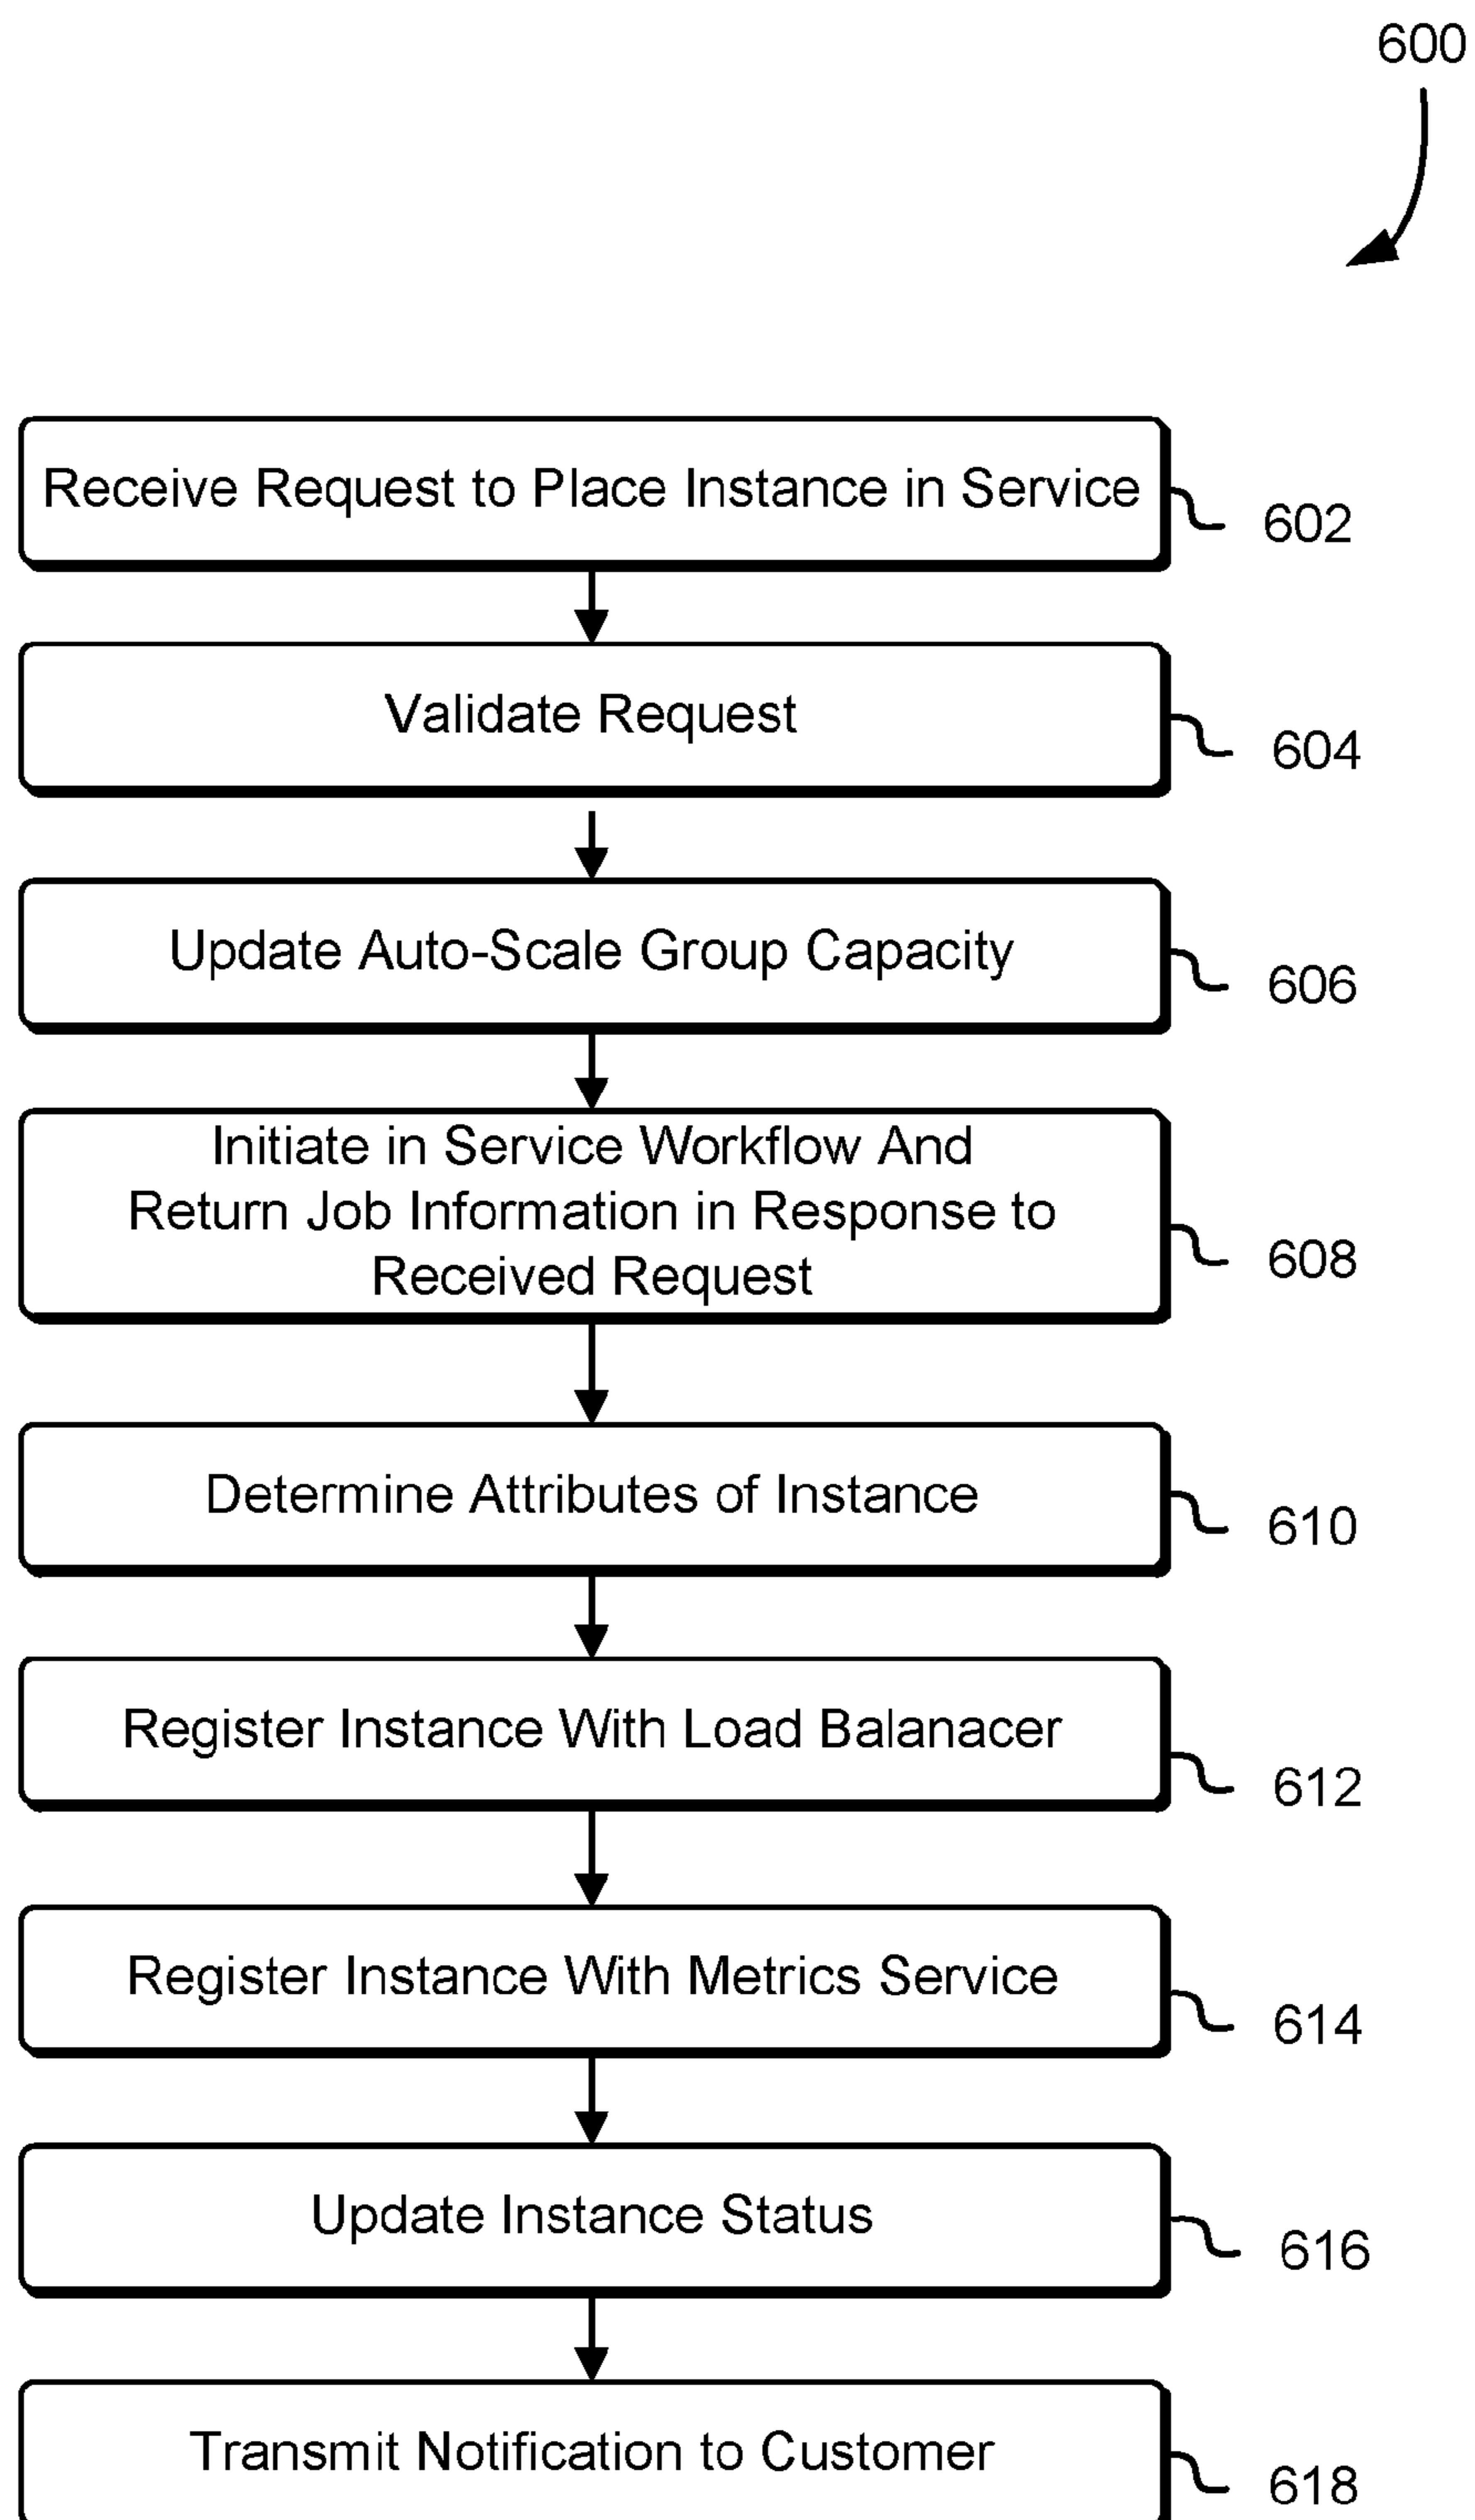 600
Receive Request to Place Instance in Service
602
Validate Request
604
Update Auto-Scale Group Capacity
606
Initiate in Service Workflow And
Return Job Information in Response to
Received Request
608
Determine Attributes of Instance
610
Register Instance With Load Balanacer
612
Register Instance With Metrics Service
614
Update Instance Status
616
Transmit Notification to Customer
618